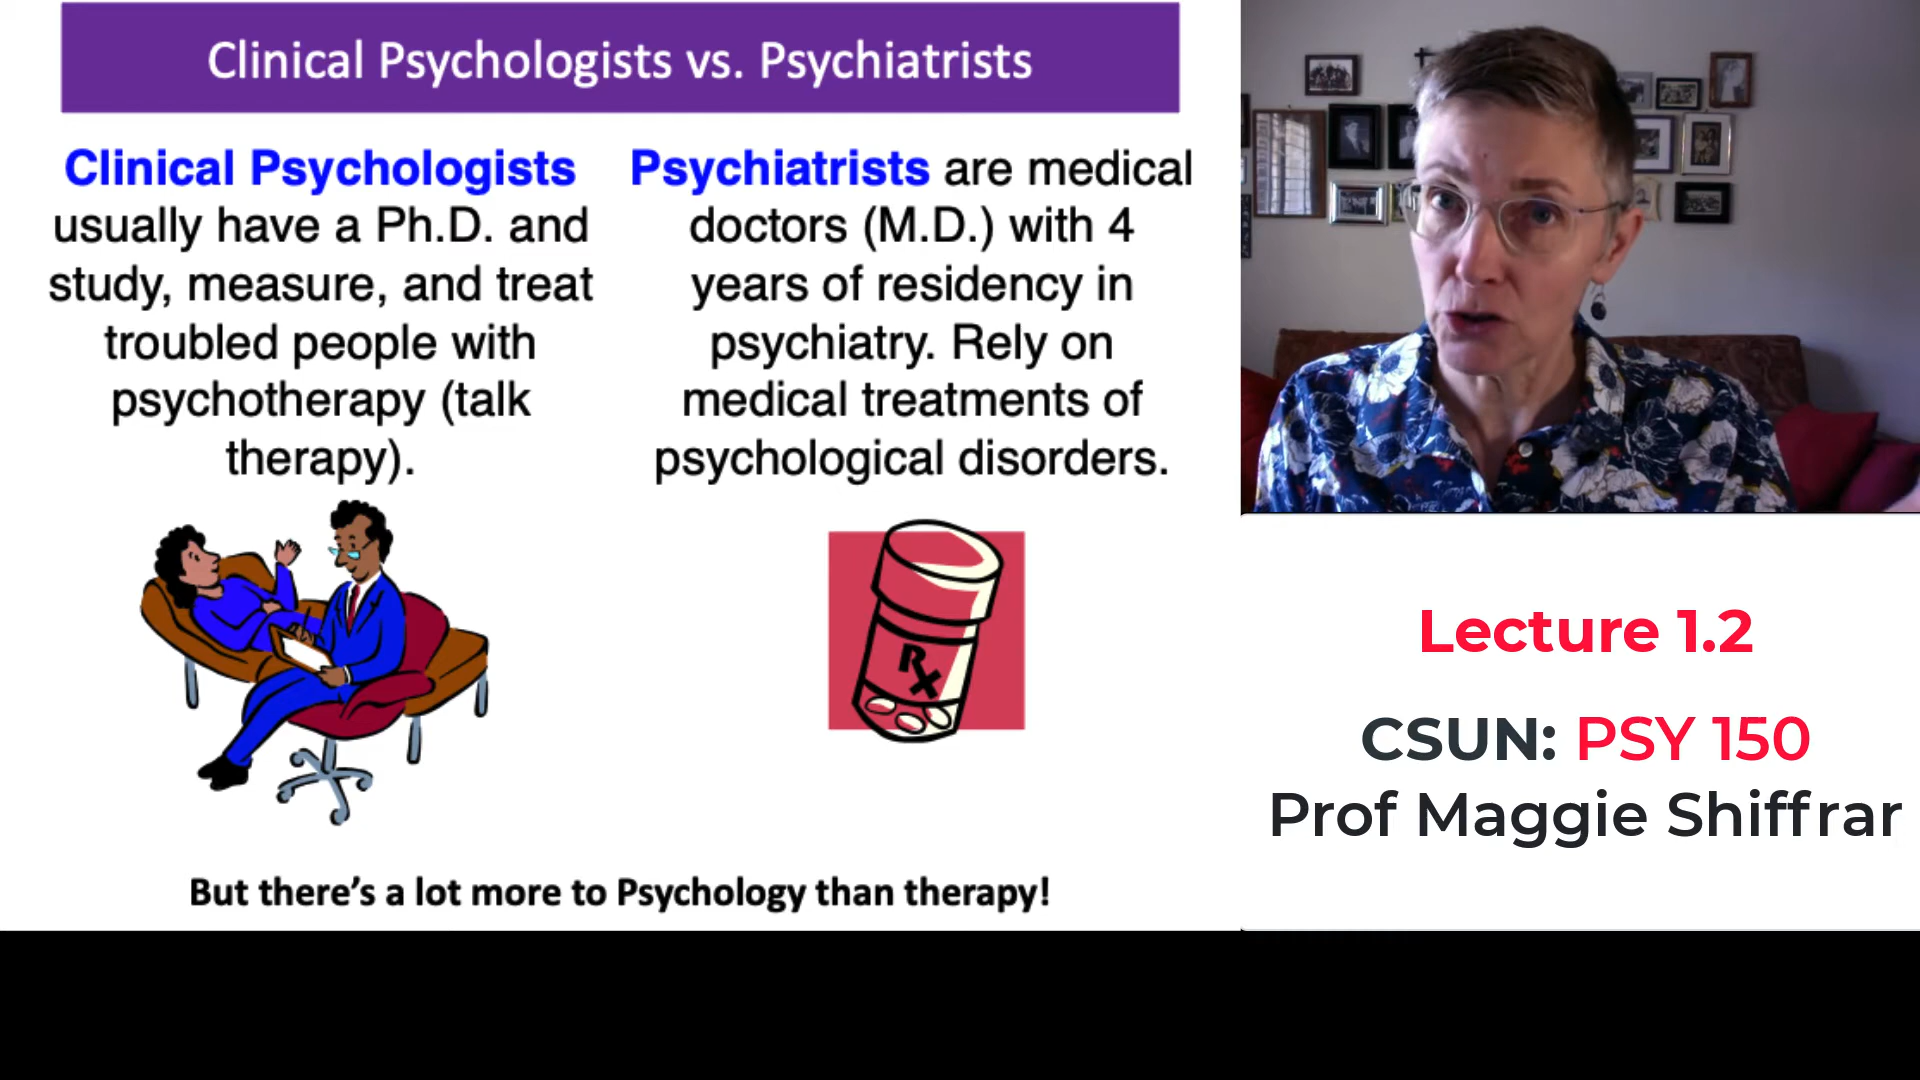 Clinical Psychologists vs. Psychiatrists
Clinical Psychologists
usually have a Ph.D. and
study, measure, and treat
troubled people with
psychotherapy (talk
therapy).
Psychiatrists are medical
doctors (M.D.) with 4
years of residency in
psychiatry. Rely on
medical treatments of
psychological disorders.
Rx
But there's a lot more to Psychology than therapy!
Lecture 1.2
CSUN: PSY 150
Prof Maggie Shiffrar